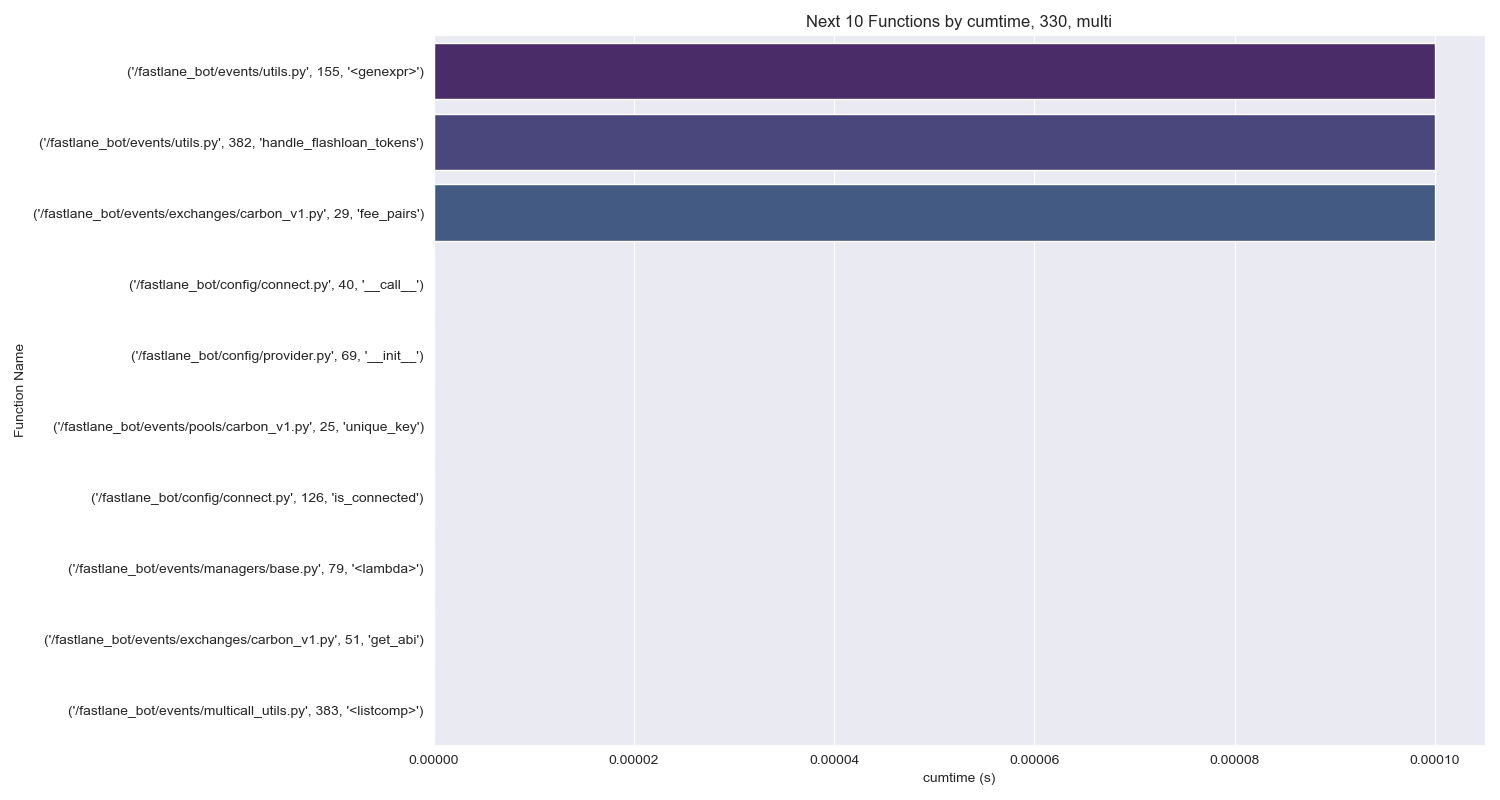 Next 10 Functions by cumtime, 330, multi
('/fastlane_bot/events/utils.py', 155, '<genexpr>')
('/fastlane_bot/events/utils.py', 382, 'handle_flashloan_tokens')
('/fastlane_bot/events/exchanges/carbon_v1.py', 29, 'fee_pairs')
('/fastlane_bot/config/connect.py', 40, '__call__')
('/fastlane_bot/config/provider.py', 69, '__init__')
('/fastlane_bot/events/pools/carbon_v1.py', 25, 'unique_key')
('/fastlane_bot/config/connect.py', 126, 'is_connected')
('/fastlane_bot/events/managers/base.py', 79, '<lambda>')
('/fastlane_bot/events/exchanges/carbon_v1.py', 51, 'get_abi')
('/fastlane_bot/events/multicall_utils.py', 383, '<listcomp>')
Function Name
0.00000 0.00002 0.00004 0.00006 0.00008 0.00010
cumtime (s)